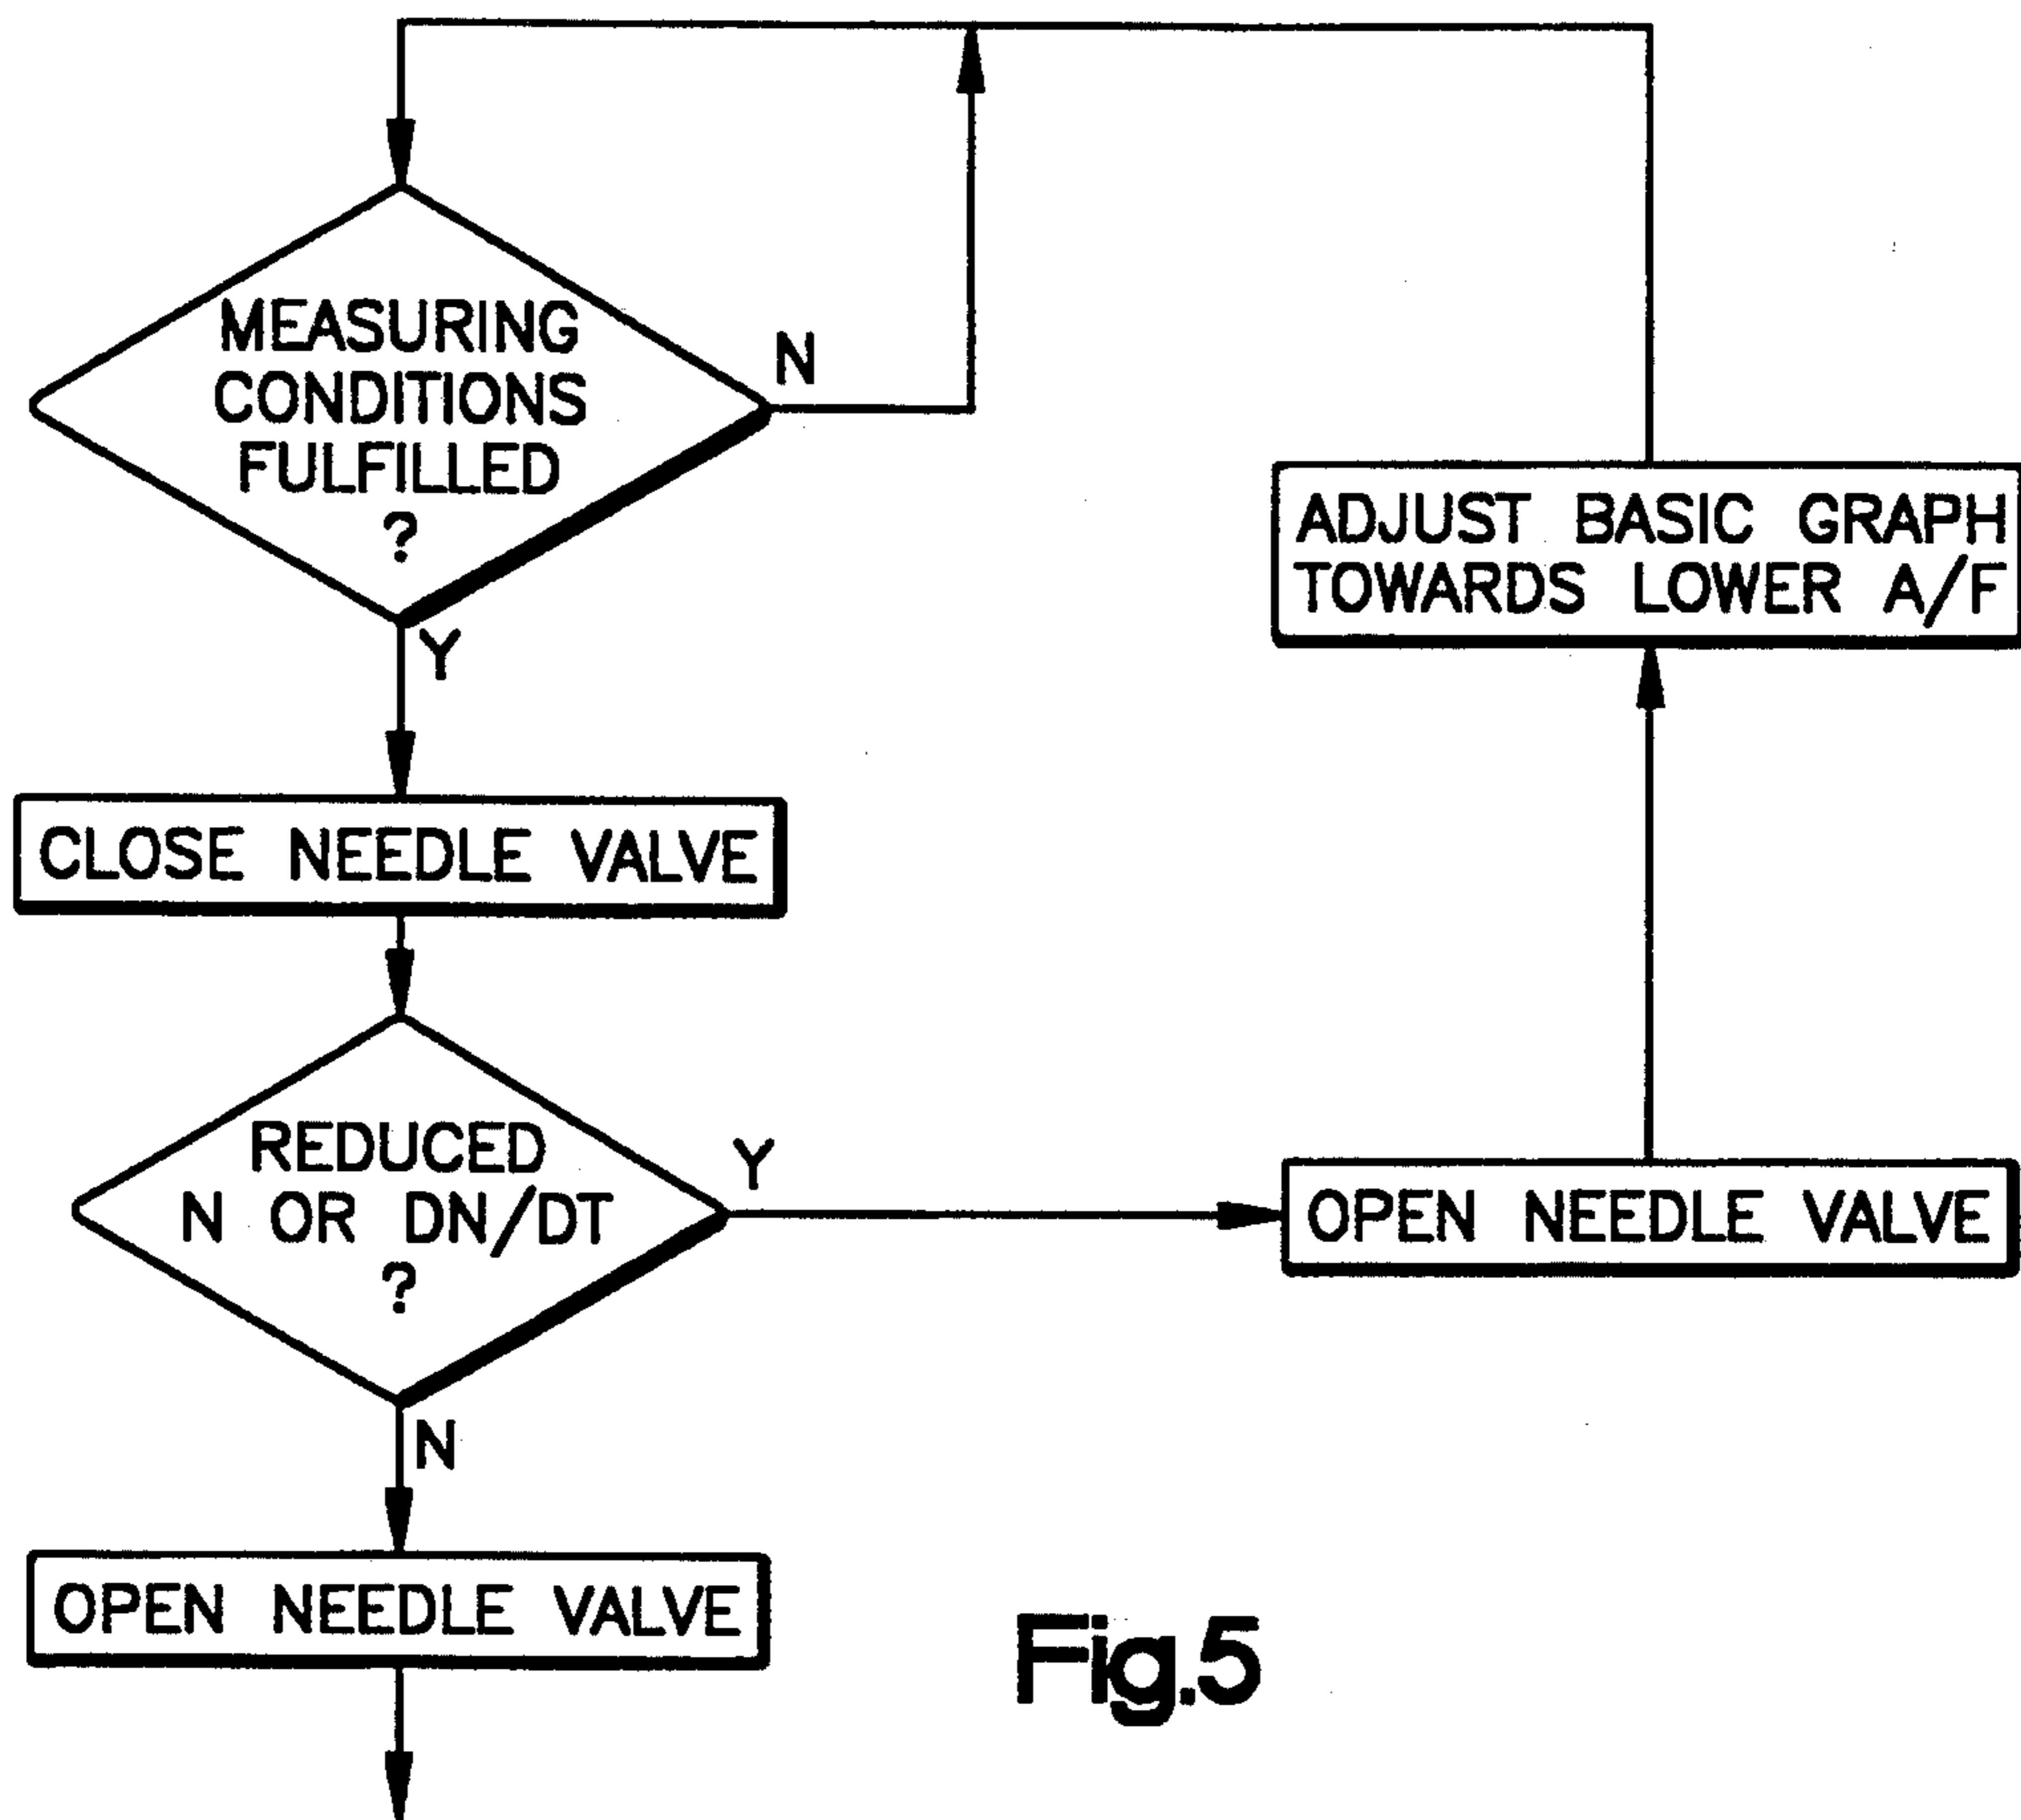 MEASURING
CONDITIONS
FULFILLED
?
N
Y
ADJUST BASIC GRAPH
TOWARDS LOWER A/F
CLOSE NEEDLE VALVE
REDUCED
N OR DN/DT
?
Y
OPEN NEEDLE VALVE
N
OPEN NEEDLE VALVE
Fig.5